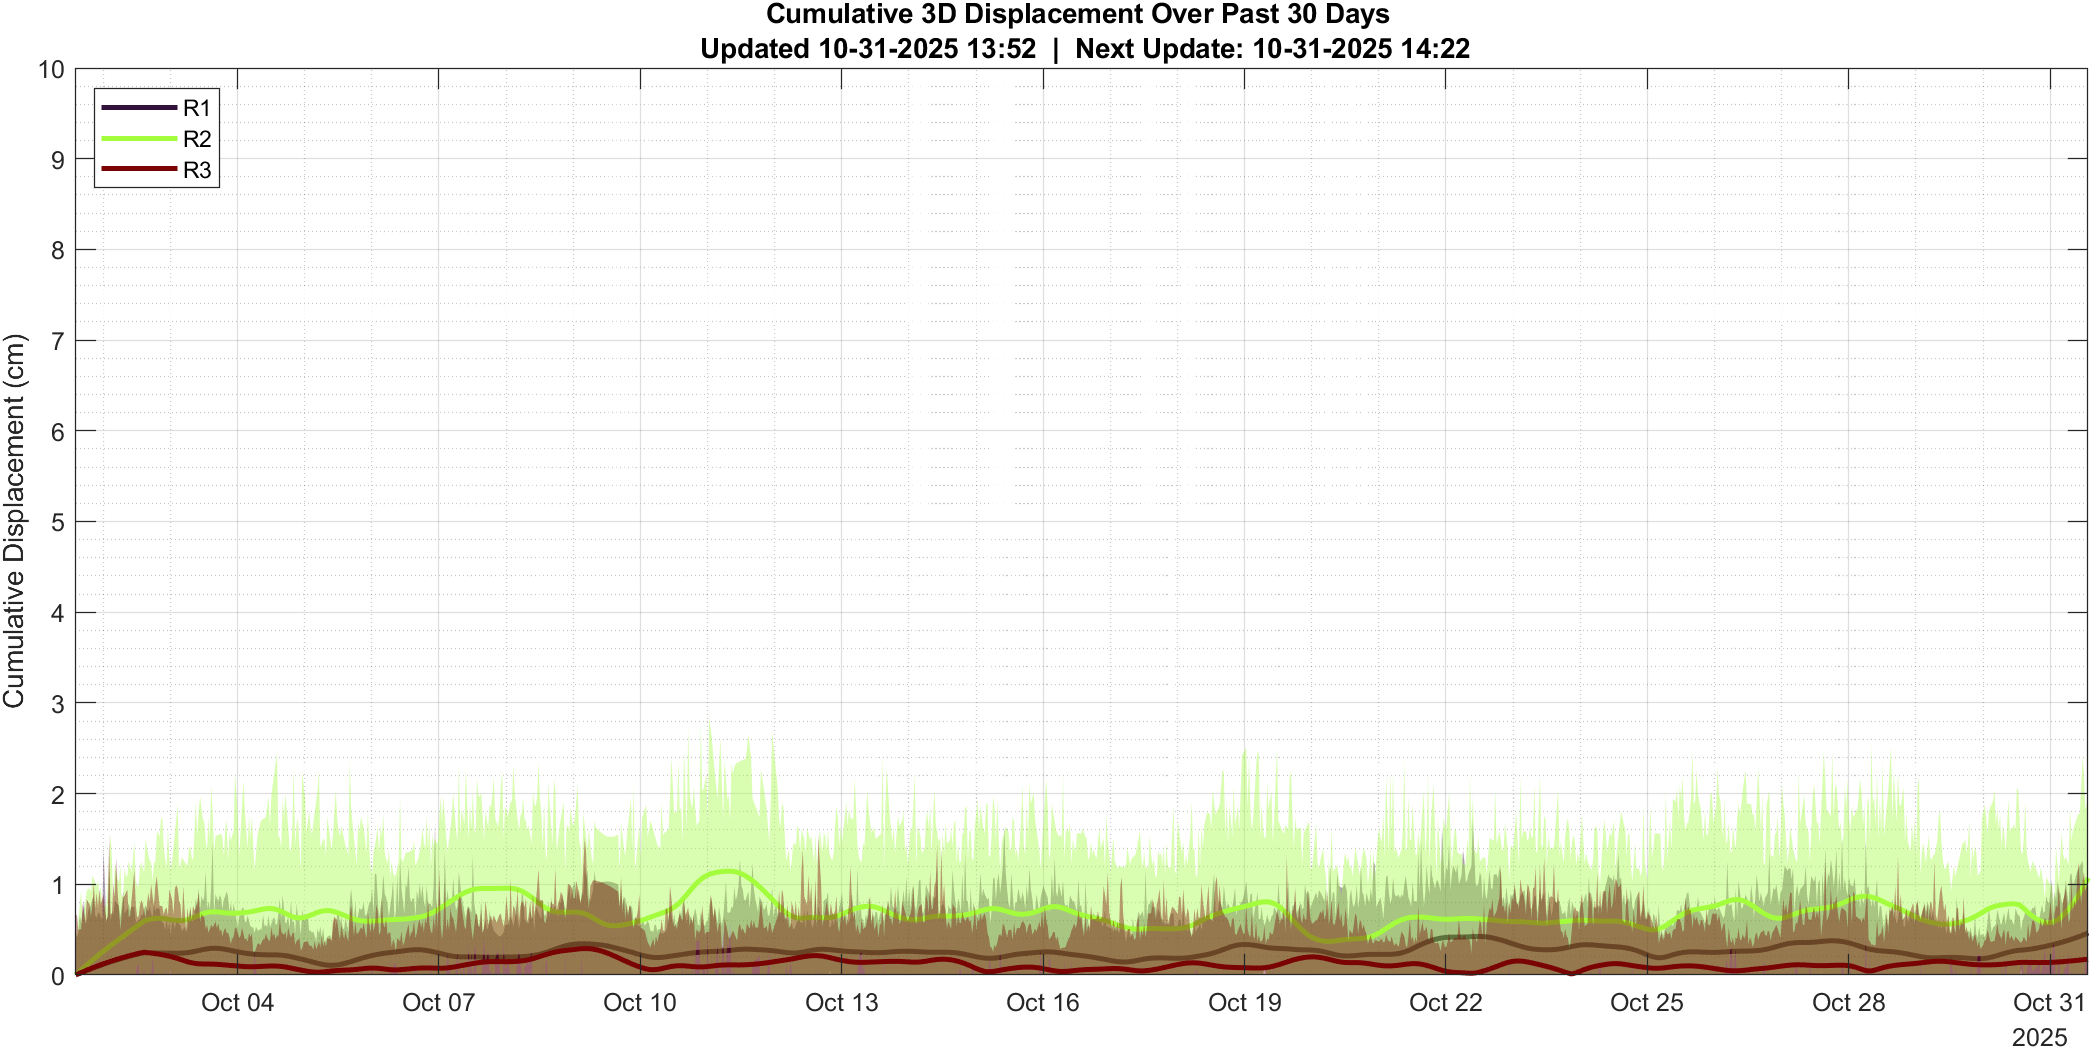 Cumulative 3D Displacement Over Past 30 Days
Updated 10-31-2025 13:52 | Next Update: 10-31-2025 14:22
R1
R2
R3
Cumulative Displacement (cm)
10
9
8
7
6
5
4
3
2
1
0
Oct 04 Oct 07 Oct 10 Oct 13 Oct 16 Oct 19 Oct 22 Oct 25 Oct 28 Oct 31
2025